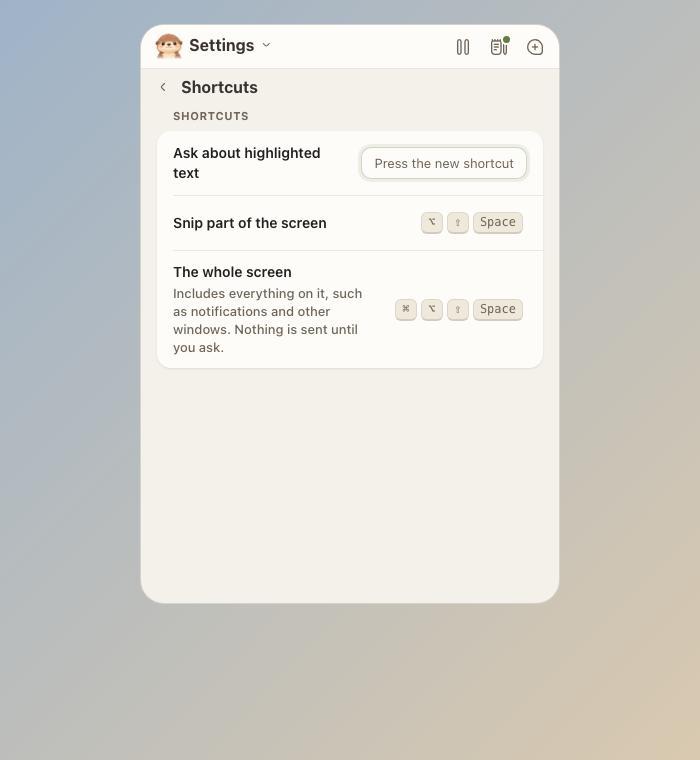 Settings
Shortcuts
SHORTCUTS
Ask about highlighted
text
Press the new shortcut
Snip part of the screen
⌥ ⇧ Space
The whole screen
Includes everything on it, such
as notifications and other
windows. Nothing is sent until
you ask.
⌘ ⌥ ⇧ Space